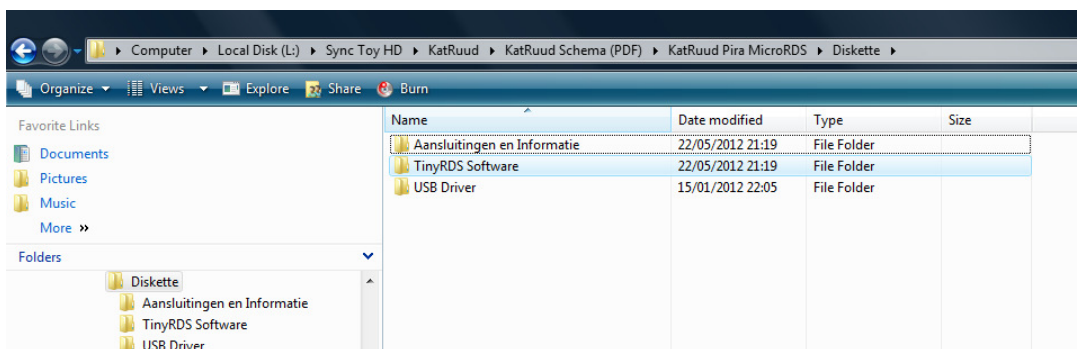 Computer Local Disk (L:) Sync Toy HD KatRuud KatRuud Schema (PDF) KatRuud Pira MicroRDS Diskette
Organize Views Explore Share Burn
Favorite Links
Documents
Pictures
Music
More »
Folders
Diskette
Aansluitingen en Informatie
TinyRDS Software
USB Driver
Name Date modified Type Size
Aansluitingen en Informatie 22/05/2012 21:19 File Folder
TinyRDS Software 22/05/2012 21:19 File Folder
USB Driver 15/01/2012 22:05 File Folder